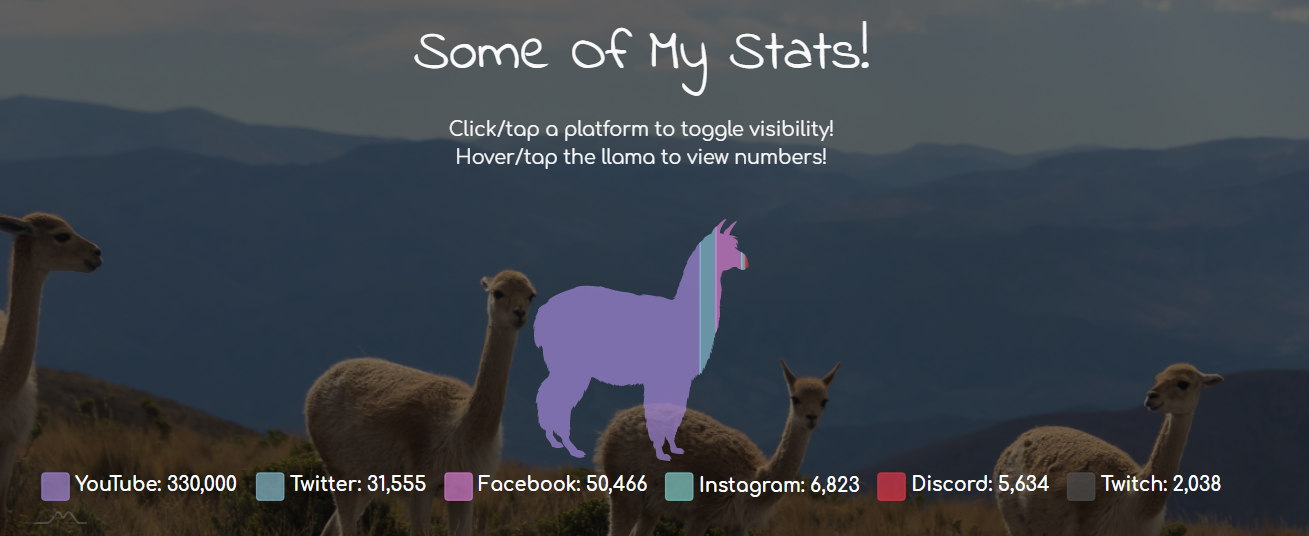 Some Of My Stats!
Click/tap a platform to toggle visibility!
Hover/tap the llama to view numbers!
YouTube: 330,000 Twitter: 31,555 Facebook: 50,466 Instagram: 6,823 Discord: 5,634 Twitch: 2,038